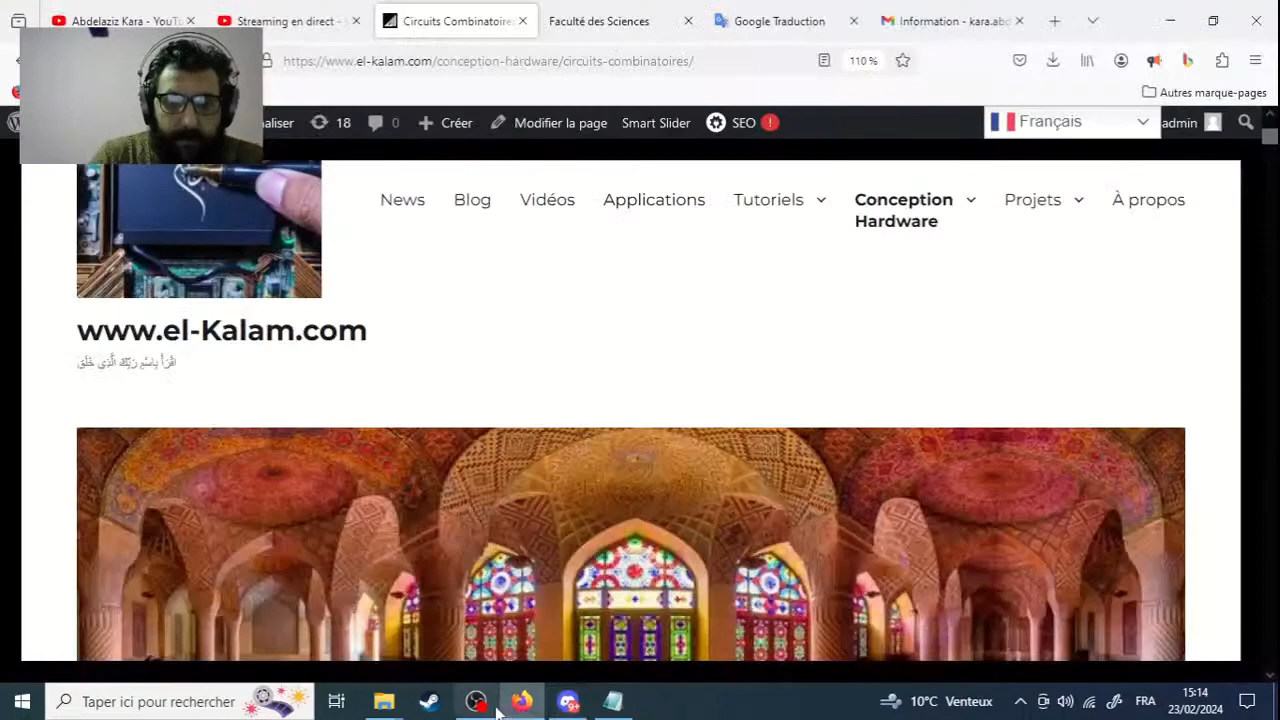 Abdelaziz Kara - YouTu
Streaming en direct -
Circuits Combinatoire
Faculté des Sciences
Google Traduction
Information - kara.abd
https://www.el-kalam.com/conception-hardware/circuits-combinatoires/
110 %
Autres marque-pages
18
0
Créer
Modifier la page
Smart Slider
SEO
!
Français
admin
News
Blog
Vidéos
Applications
Tutoriels
Conception
Hardware
Projets
À propos
www.el-Kalam.com
اقْرَأْ بِاسْمِ رَبِّكَ الَّذِي خَلَقَ
Taper ici pour rechercher
10°C Venteux
FRA
15:14
23/02/2024